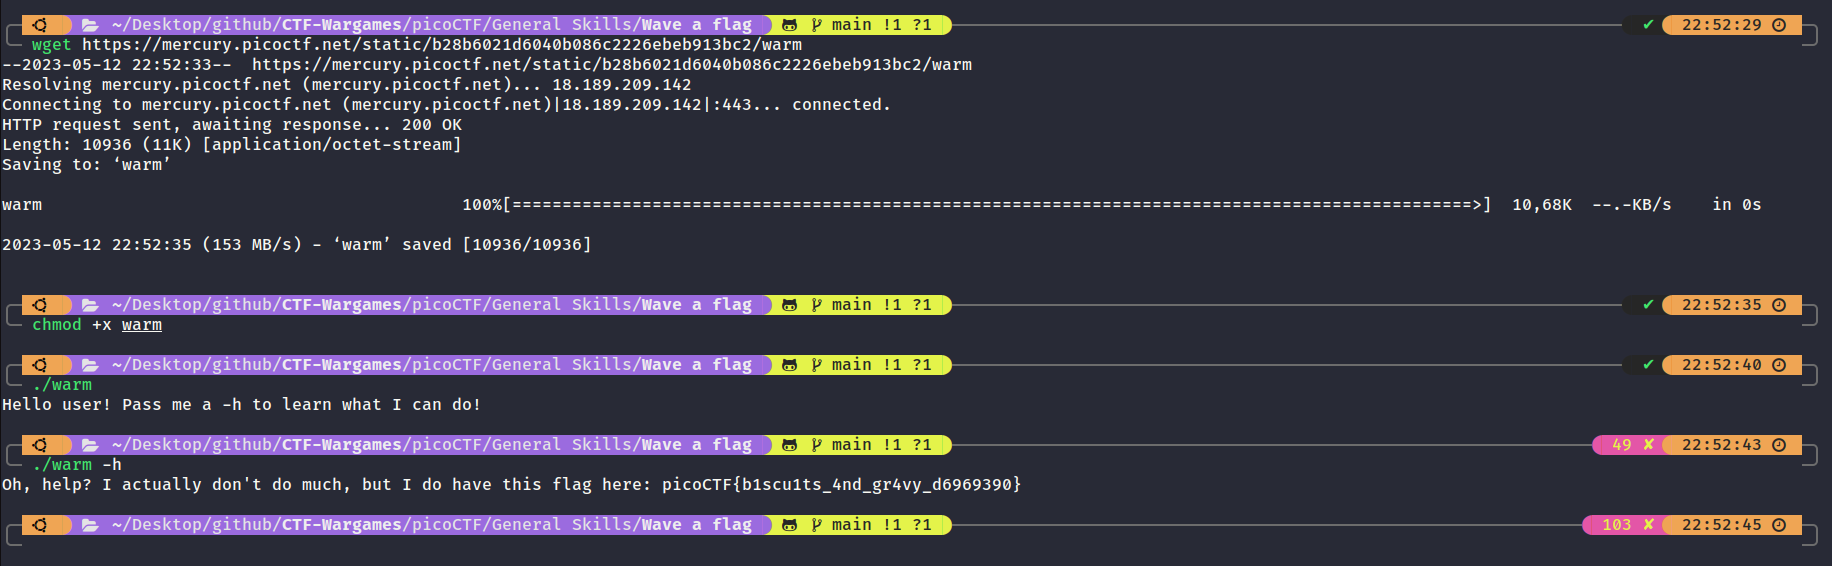 ~/Desktop/github/CTF-Wargames/picoCTF/General Skills/Wave a flag main !1 ?1 ✔ 22:52:29
wget https://mercury.picoctf.net/static/b28b6021d6040b086c2226ebeb913bc2/warm
--2023-05-12 22:52:33--  https://mercury.picoctf.net/static/b28b6021d6040b086c2226ebeb913bc2/warm
Resolving mercury.picoctf.net (mercury.picoctf.net)... 18.189.209.142
Connecting to mercury.picoctf.net (mercury.picoctf.net)|18.189.209.142|:443... connected.
HTTP request sent, awaiting response... 200 OK
Length: 10936 (11K) [application/octet-stream]
Saving to: ‘warm’
warm 100%[================================================================================================>] 10,68K --.-KB/s in 0s
2023-05-12 22:52:35 (153 MB/s) - ‘warm’ saved [10936/10936]
~/Desktop/github/CTF-Wargames/picoCTF/General Skills/Wave a flag main !1 ?1 ✔ 22:52:35
chmod +x warm
~/Desktop/github/CTF-Wargames/picoCTF/General Skills/Wave a flag main !1 ?1 ✔ 22:52:40
./warm
Hello user! Pass me a -h to learn what I can do!
~/Desktop/github/CTF-Wargames/picoCTF/General Skills/Wave a flag main !1 ?1 49 ✘ 22:52:43
./warm -h
Oh, help? I actually don't do much, but I do have this flag here: picoCTF{b1scu1ts_4nd_gr4vy_d6969390}
~/Desktop/github/CTF-Wargames/picoCTF/General Skills/Wave a flag main !1 ?1 103 ✘ 22:52:45